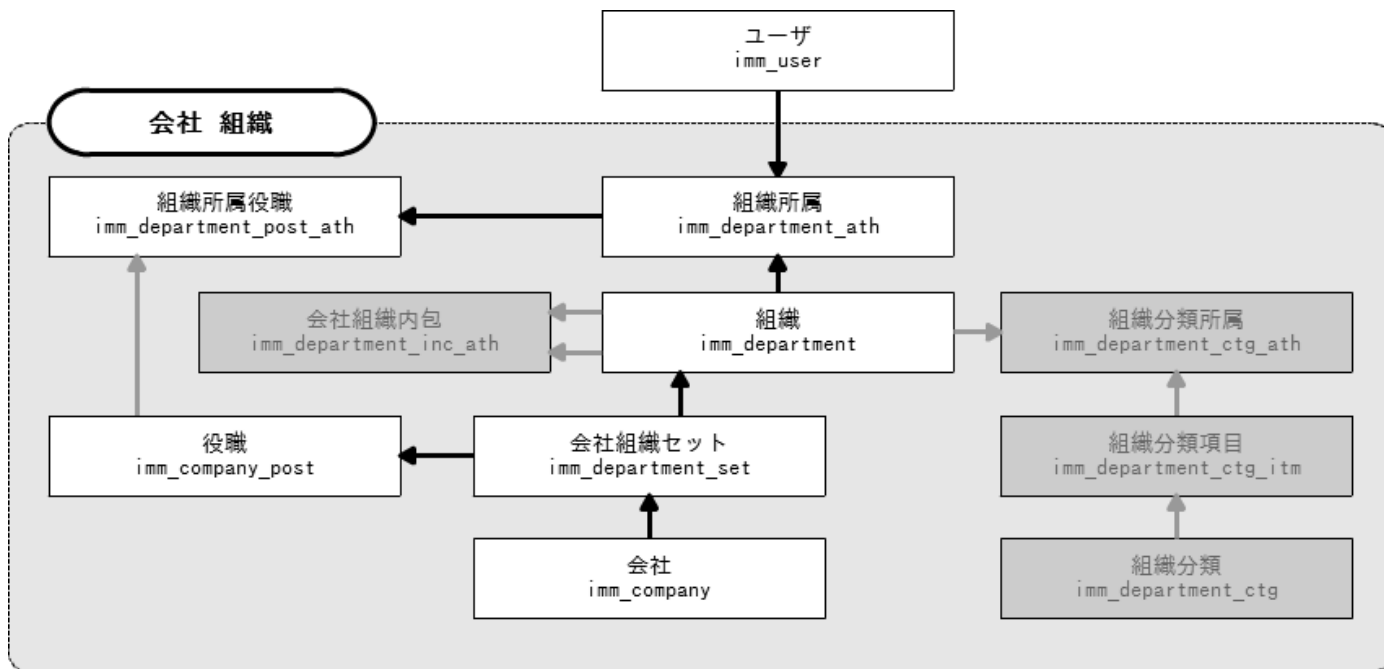 ユーザ
imm_user
会社 組織
組織所属役職
imm_department_post_ath
組織所属
imm_department_ath
会社組織内包
imm_department_inc_ath
組織
imm_department
組織分類所属
imm_department_ctg_ath
役職
imm_company_post
会社組織セット
imm_department_set
組織分類項目
imm_department_ctg_itm
会社
imm_company
組織分類
imm_department_ctg